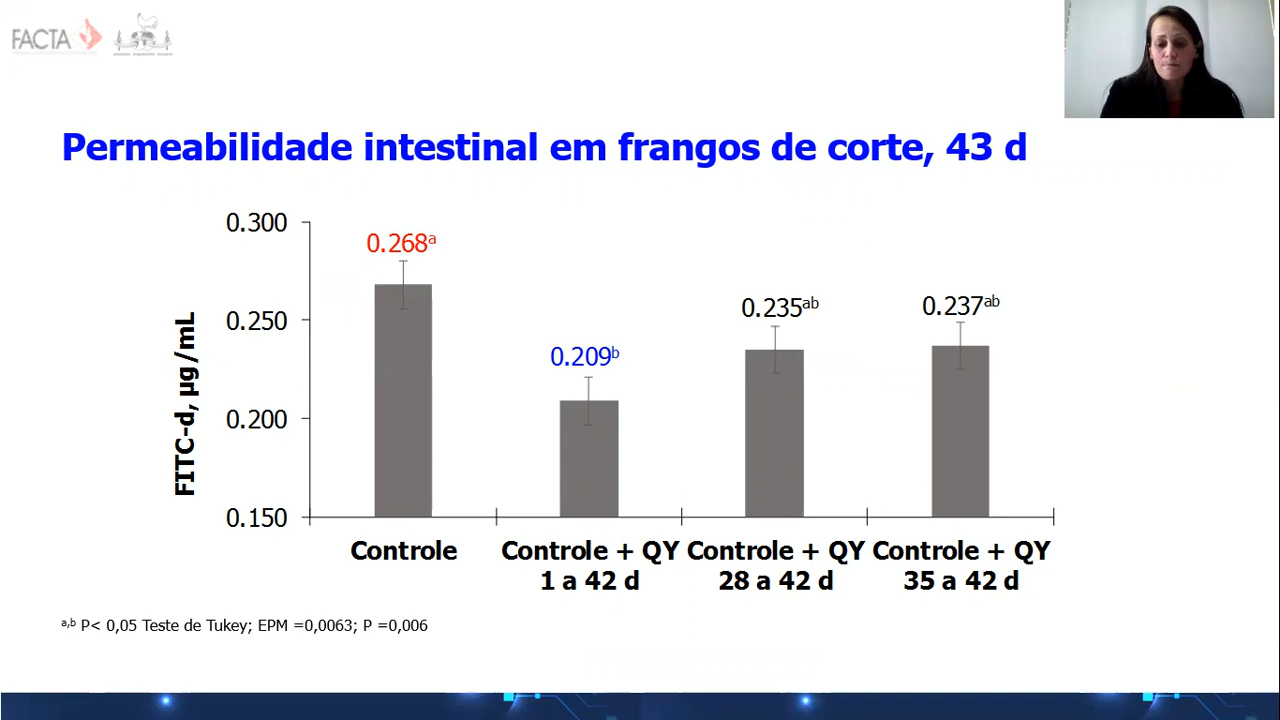 FACTA
Permeabilidade intestinal em frangos de corte, 43 d
FITC-d, µg/mL
0.300
0.250
0.200
0.150
0.268ᵃ
0.209ᵇ
0.235ᵃᵇ
0.237ᵃᵇ
Controle
Controle + QY
1 a 42 d
Controle + QY
28 a 42 d
Controle + QY
35 a 42 d
ᵃ,ᵇ P< 0,05 Teste de Tukey; EPM =0,0063; P =0,006